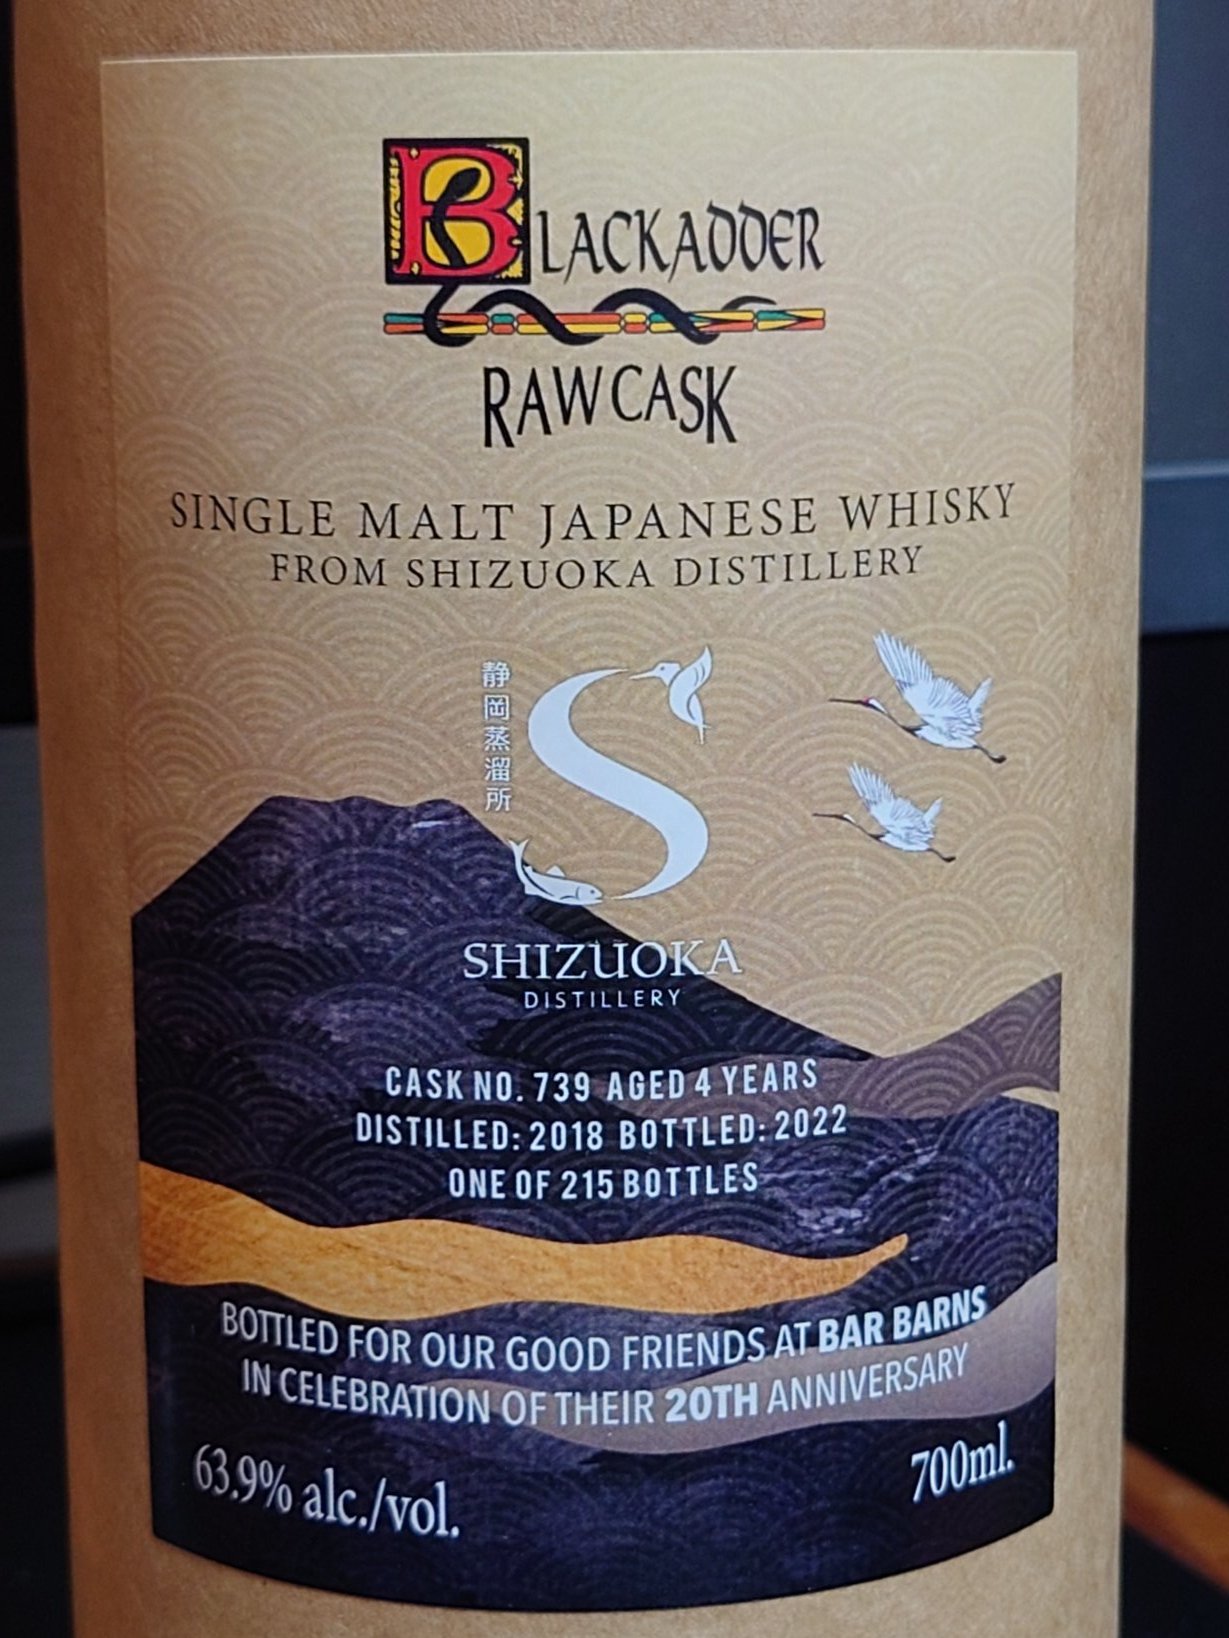 BLACKADDER
RAW CASK
SINGLE MALT JAPANESE WHISKY
FROM SHIZUOKA DISTILLERY
静岡蒸溜所
S
SHIZUOKA
DISTILLERY
CASK NO. 739 AGED 4 YEARS
DISTILLED: 2018 BOTTLED: 2022
ONE OF 215 BOTTLES
BOTTLED FOR OUR GOOD FRIENDS AT BAR BARNS
IN CELEBRATION OF THEIR 20TH ANNIVERSARY
63.9% alc./vol.
700ml.